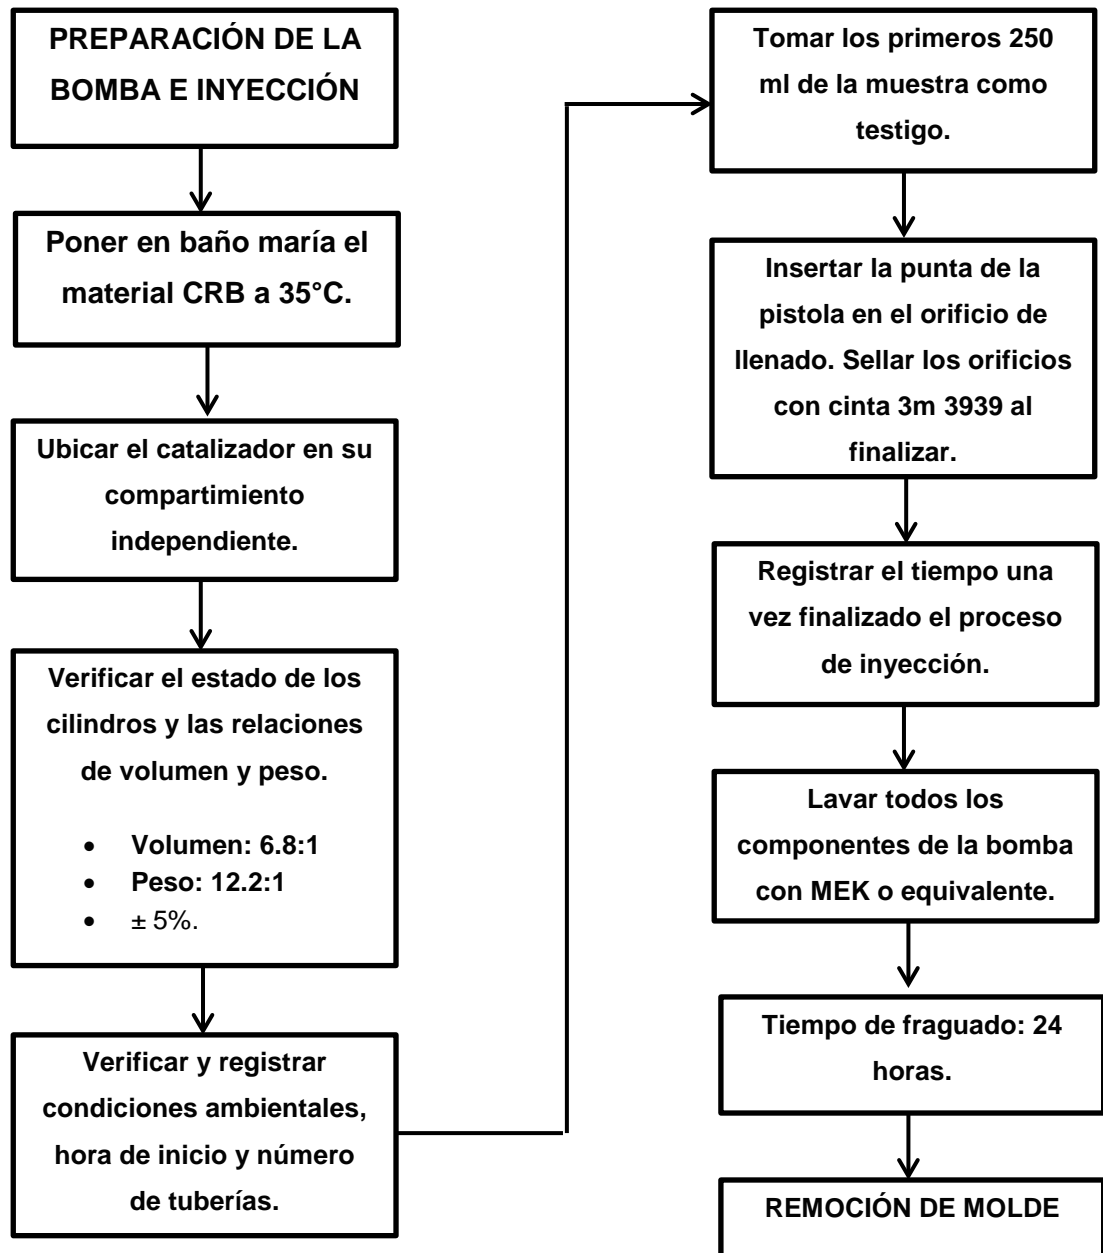 PREPARACIÓN DE LA
BOMBA E INYECCIÓN
Poner en baño maría el
material CRB a 35°C.
Ubicar el catalizador en su
compartimiento
independiente.
Verificar el estado de los
cilindros y las relaciones
de volumen y peso.
• Volumen: 6.8:1
• Peso: 12.2:1
• ± 5%.
Verificar y registrar
condiciones ambientales,
hora de inicio y número
de tuberías.
Tomar los primeros 250
ml de la muestra como
testigo.
Insertar la punta de la
pistola en el orificio de
llenado. Sellar los orificios
con cinta 3m 3939 al
finalizar.
Registrar el tiempo una
vez finalizado el proceso
de inyección.
Lavar todos los
componentes de la bomba
con MEK o equivalente.
Tiempo de fraguado: 24
horas.
REMOCIÓN DE MOLDE